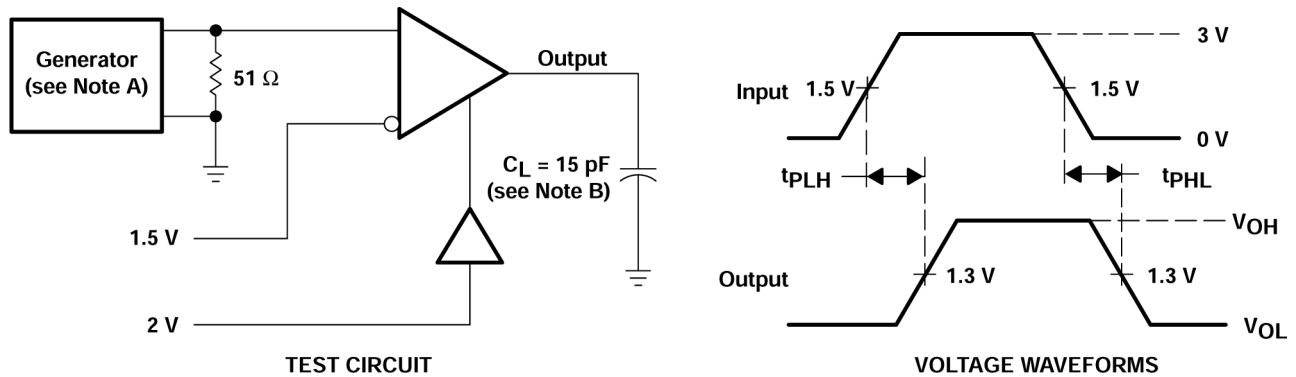 Generator
(see Note A)
51 Ω
Output
CL = 15 pF
(see Note B)
1.5 V
2 V
TEST CIRCUIT
Input
1.5 V
1.5 V
3 V
0 V
tPLH
tPHL
Output
1.3 V
1.3 V
VOH
VOL
VOLTAGE WAVEFORMS